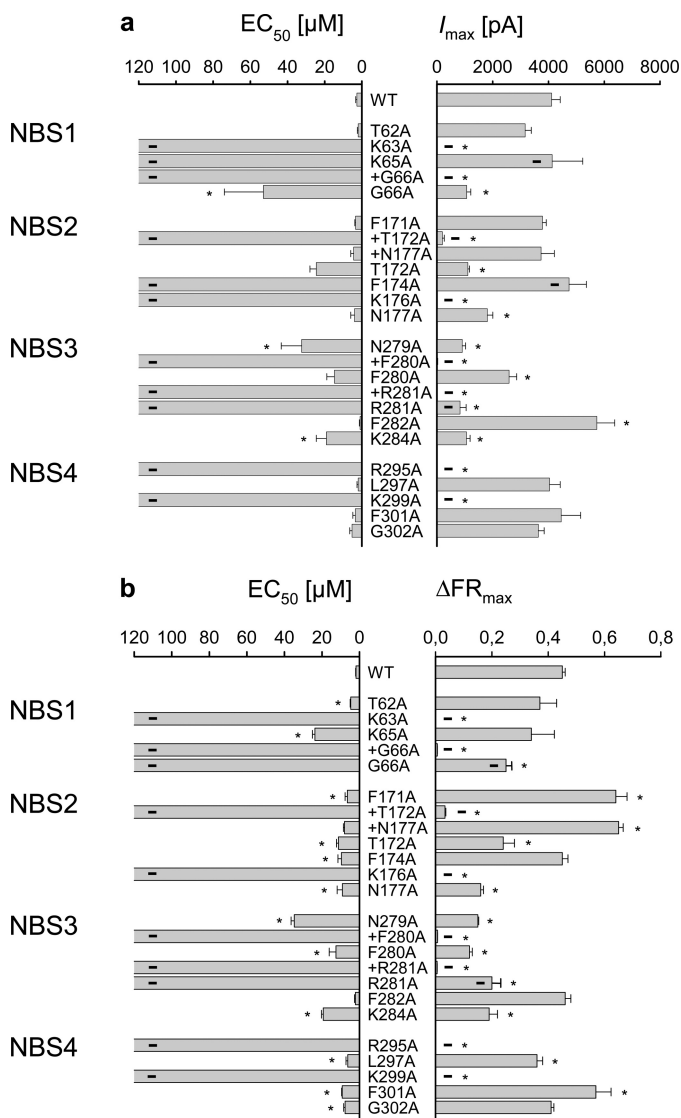 a EC50 [µM] Imax [pA]
120 100 80 60 40 20 0 0 2000 4000 6000 8000
WT
NBS1
T62A
K63A
K65A
+G66A
G66A
NBS2
F171A
+T172A
+N177A
T172A
F174A
K176A
N177A
NBS3
N279A
+F280A
F280A
+R281A
R281A
F282A
K284A
NBS4
R295A
L297A
K299A
F301A
G302A
b EC50 [µM] ΔFRmax
120 100 80 60 40 20 0 0,0 0,2 0,4 0,6 0,8
WT
NBS1
T62A
K63A
K65A
+G66A
G66A
NBS2
F171A
+T172A
+N177A
T172A
F174A
K176A
N177A
NBS3
N279A
+F280A
F280A
+R281A
R281A
F282A
K284A
NBS4
R295A
L297A
K299A
F301A
G302A